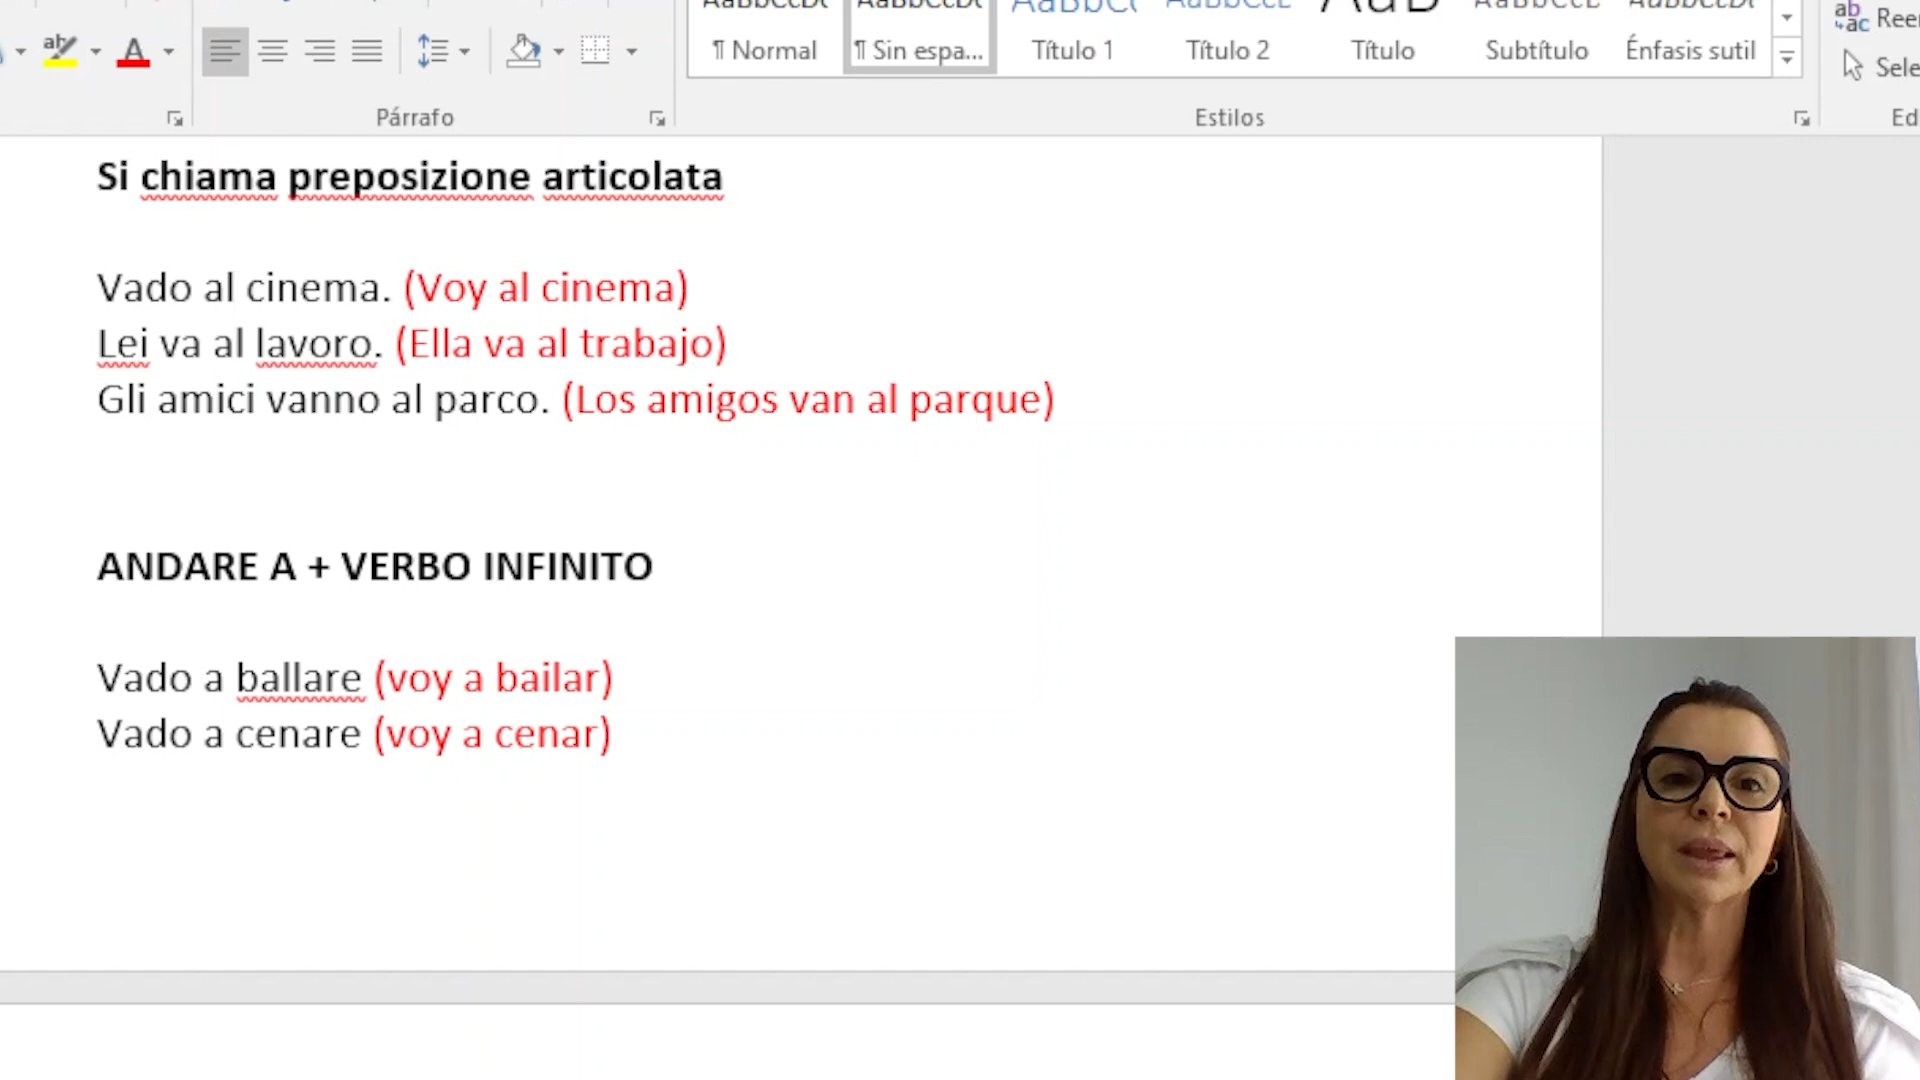 ¶ Normal ¶ Sin espa... Título 1 Título 2 Título Subtítulo Énfasis sutil
Párrafo Estilos
Si chiama preposizione articolata
Vado al cinema. (Voy al cinema)
Lei va al lavoro. (Ella va al trabajo)
Gli amici vanno al parco. (Los amigos van al parque)
ANDARE A + VERBO INFINITO
Vado a ballare (voy a bailar)
Vado a cenare (voy a cenar)